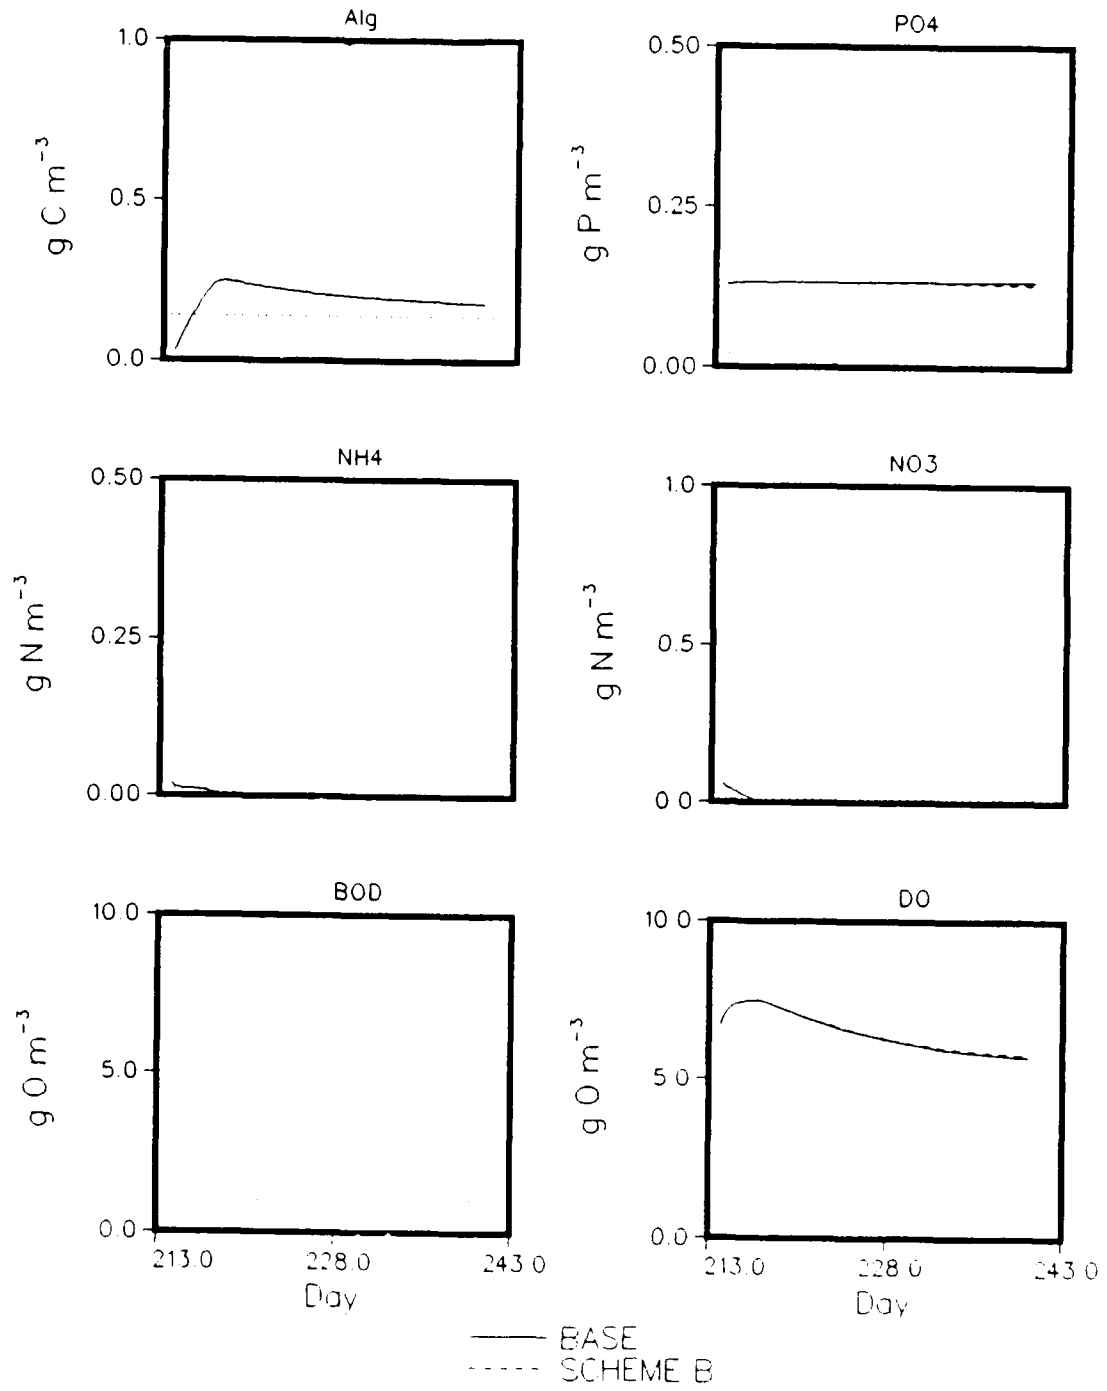 Alg
1.0
g C m⁻³
0.5
0.0
PO4
0.50
g P m⁻³
0.25
0.00
NH4
0.50
g N m⁻³
0.25
0.00
NO3
1.0
g N m⁻³
0.5
0 0
BOD
10.0
g O m⁻³
5.0
0.0
213.0 228.0 243.0
Day
DO
10 0
g O m⁻³
5 0
0.0
213.0 228.0 243 0
Day
BASE
SCHEME B